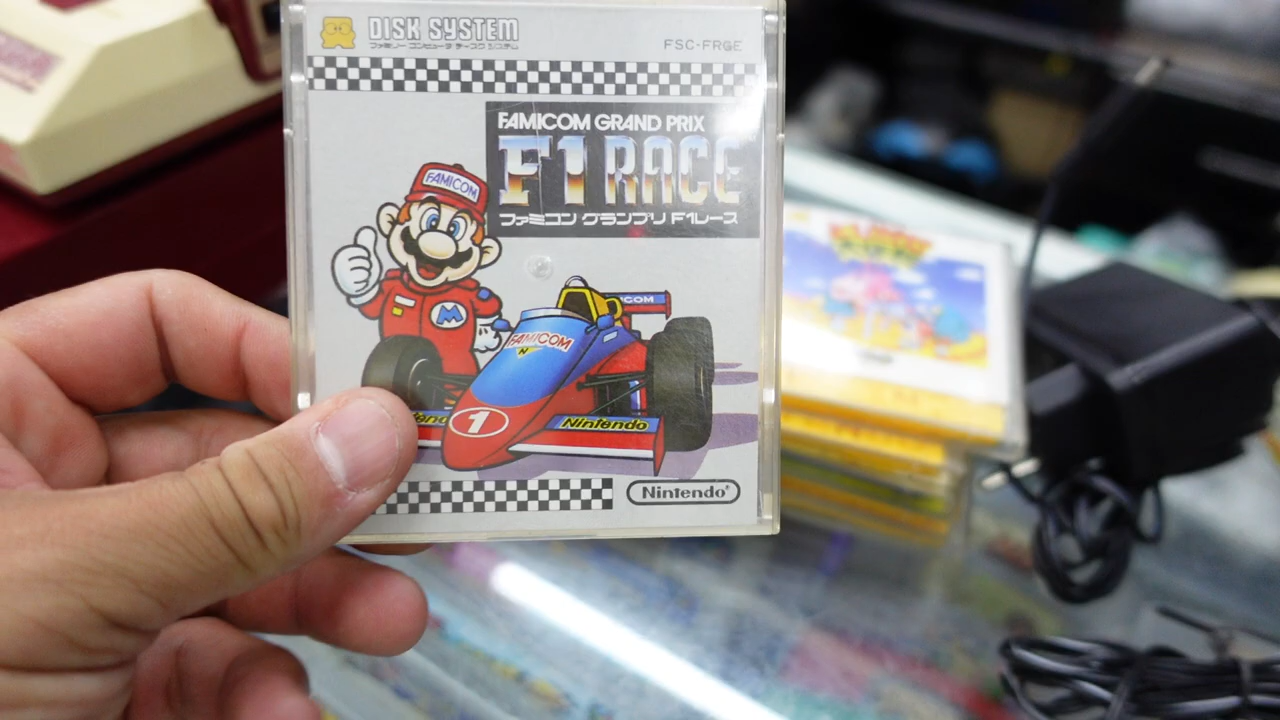 DISK SYSTEM
ファミリー コンピュータ ディスク システム
FSC-FRGE
FAMICOM GRAND PRIX
F1 RACE
ファミコン グランプリ F1レース
FAMICOM
M
COM
FAMICOM
N
1
Nintendo
Nintendo